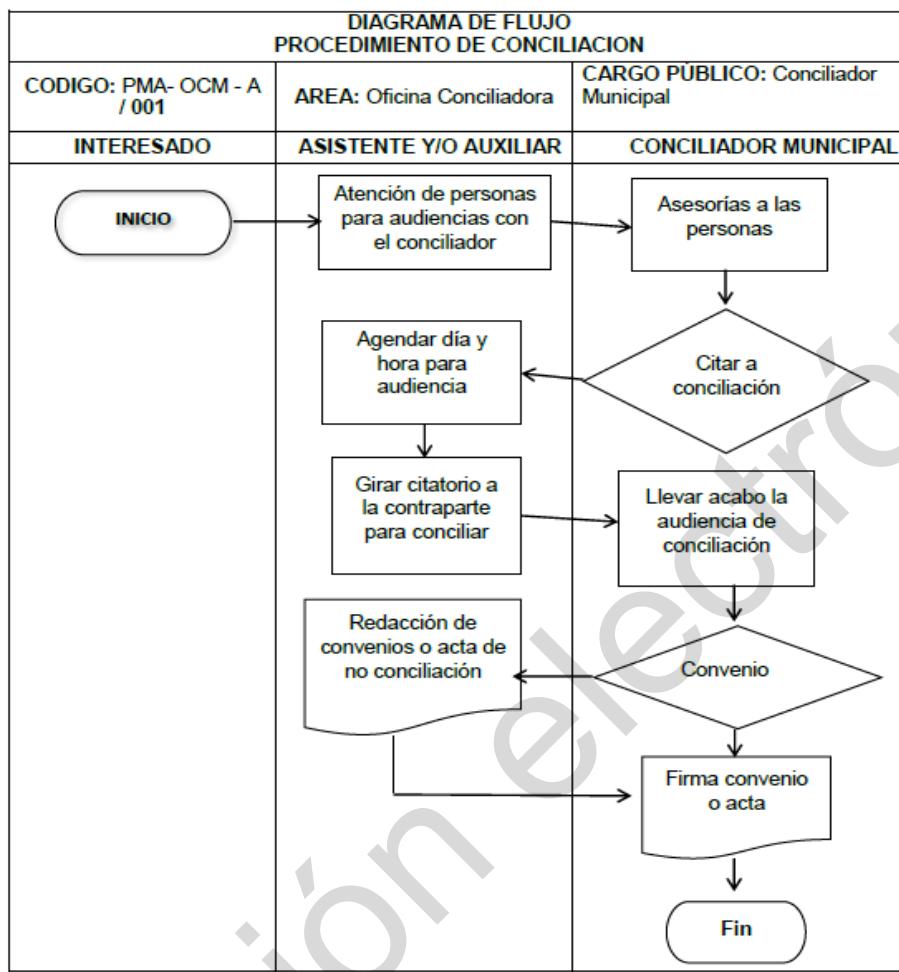 DIAGRAMA DE FLUJO
PROCEDIMIENTO DE CONCILIACION
CODIGO: PMA- OCM - A
/ 001
AREA: Oficina Conciliadora
CARGO PÚBLICO: Conciliador
Municipal
INTERESADO
ASISTENTE Y/O AUXILIAR
CONCILIADOR MUNICIPAL
INICIO
Atención de personas
para audiencias con
el conciliador
Asesorías a las
personas
Agendar día y
hora para
audiencia
Citar a
conciliación
Girar citatorio a
la contraparte
para conciliar
Llevar acabo la
audiencia de
conciliación
Redacción de
convenios o acta de
no conciliación
Convenio
Firma convenio
o acta
Fin
ión electró